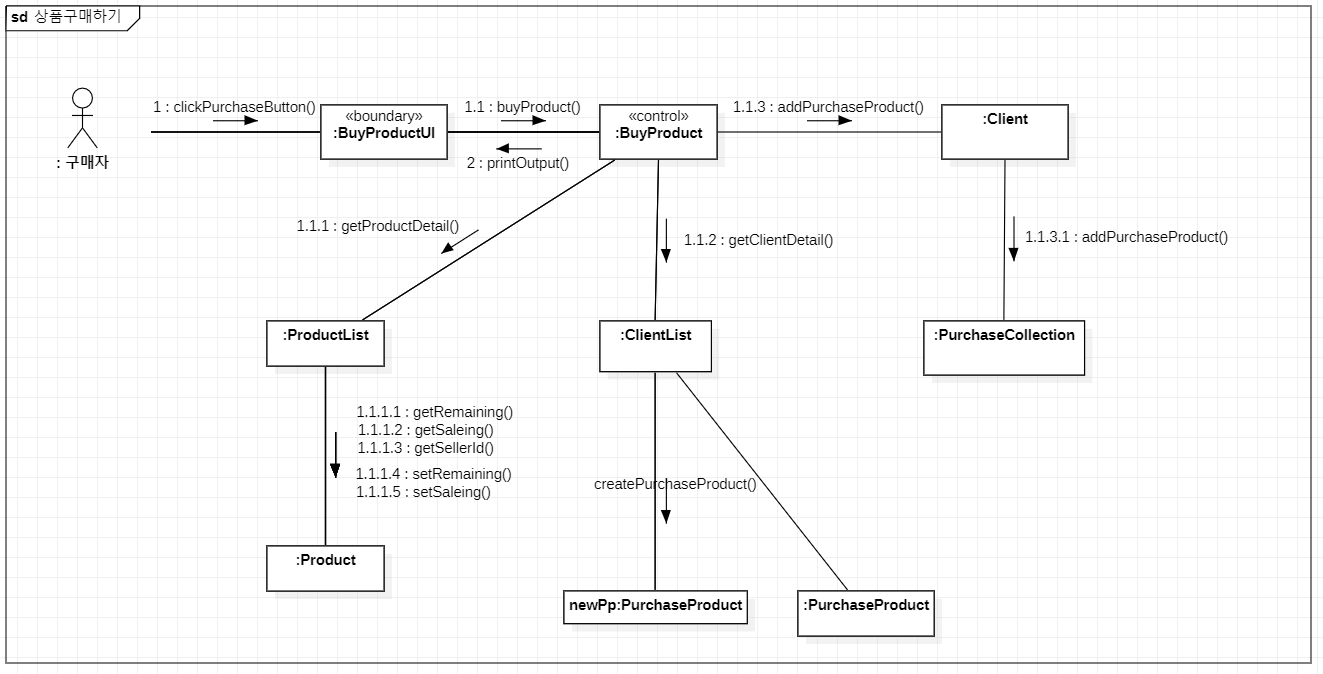 sd 상품구매하기
1 : clickPurchaseButton()
«boundary»
:BuyProductUI
1.1 : buyProduct()
2 : printOutput()
«control»
:BuyProduct
1.1.3 : addPurchaseProduct()
:Client
: 구매자
1.1.1 : getProductDetail()
1.1.2 : getClientDetail()
1.1.3.1 : addPurchaseProduct()
:ProductList
:ClientList
:PurchaseCollection
1.1.1.1 : getRemaining()
1.1.1.2 : getSaleing()
1.1.1.3 : getSellerId()
1.1.1.4 : setRemaining()
1.1.1.5 : setSaleing()
createPurchaseProduct()
:Product
newPp:PurchaseProduct
:PurchaseProduct